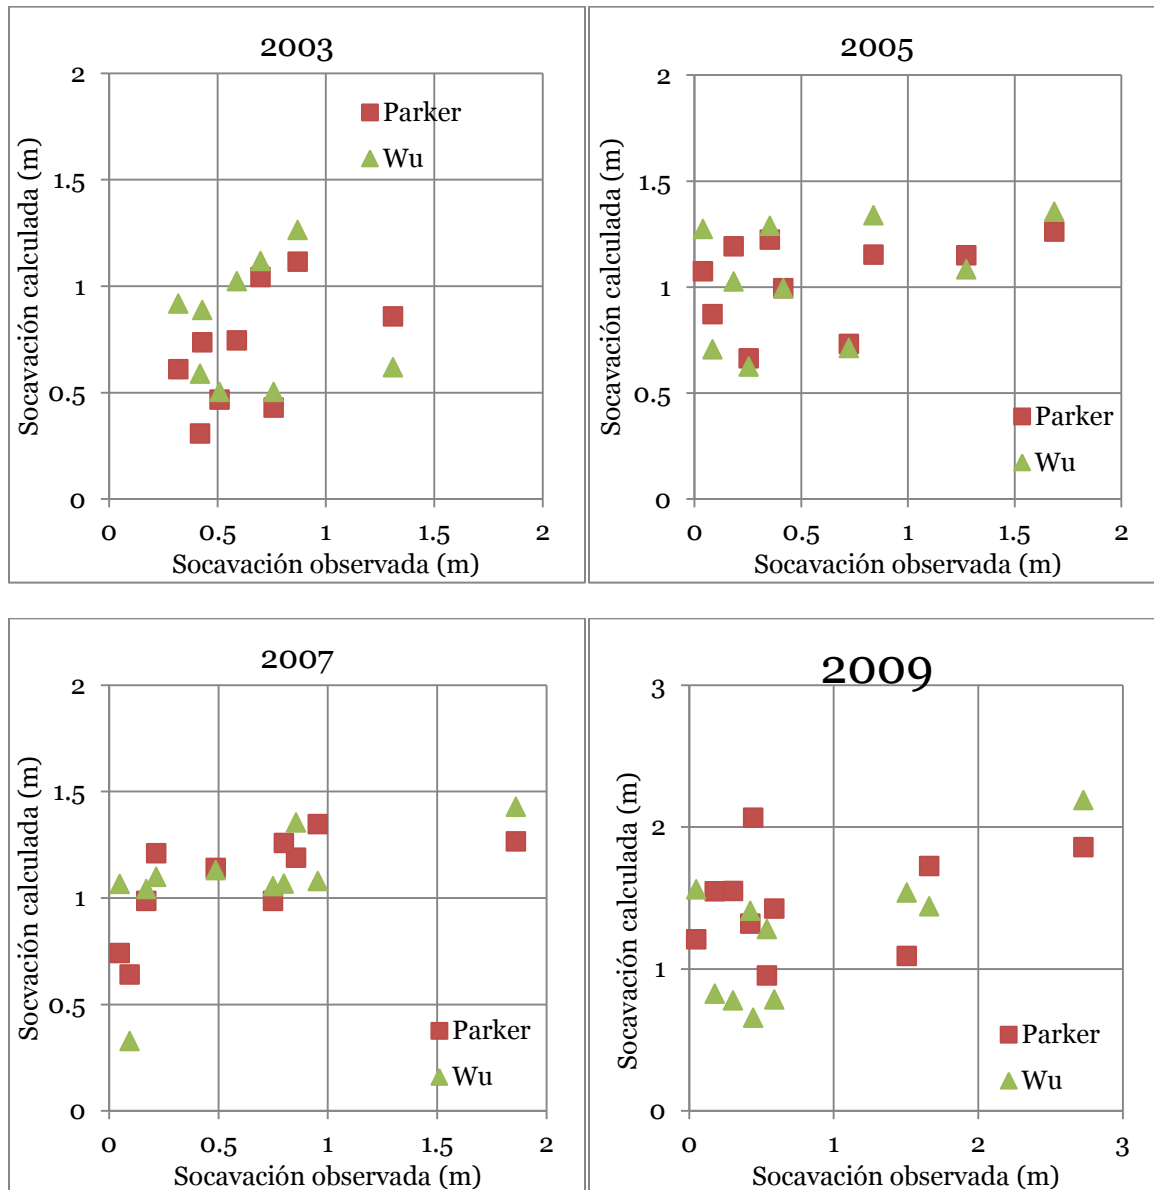 2003
2
1.5
1
0.5
0
0
0.5
1
1.5
2
Socavación calculada (m)
Socavación observada (m)
Parker
Wu
2005
2
1.5
1
0.5
0
0
0.5
1
1.5
2
Socavación calculada (m)
Socavación observada (m)
Parker
Wu
2007
2
1.5
1
0.5
0
0
0.5
1
1.5
2
Socvación calculada (m)
Socavación observada (m)
Parker
Wu
2009
3
2
1
0
0
1
2
3
Socavación calculada (m)
Socavación observada (m)
Parker
Wu